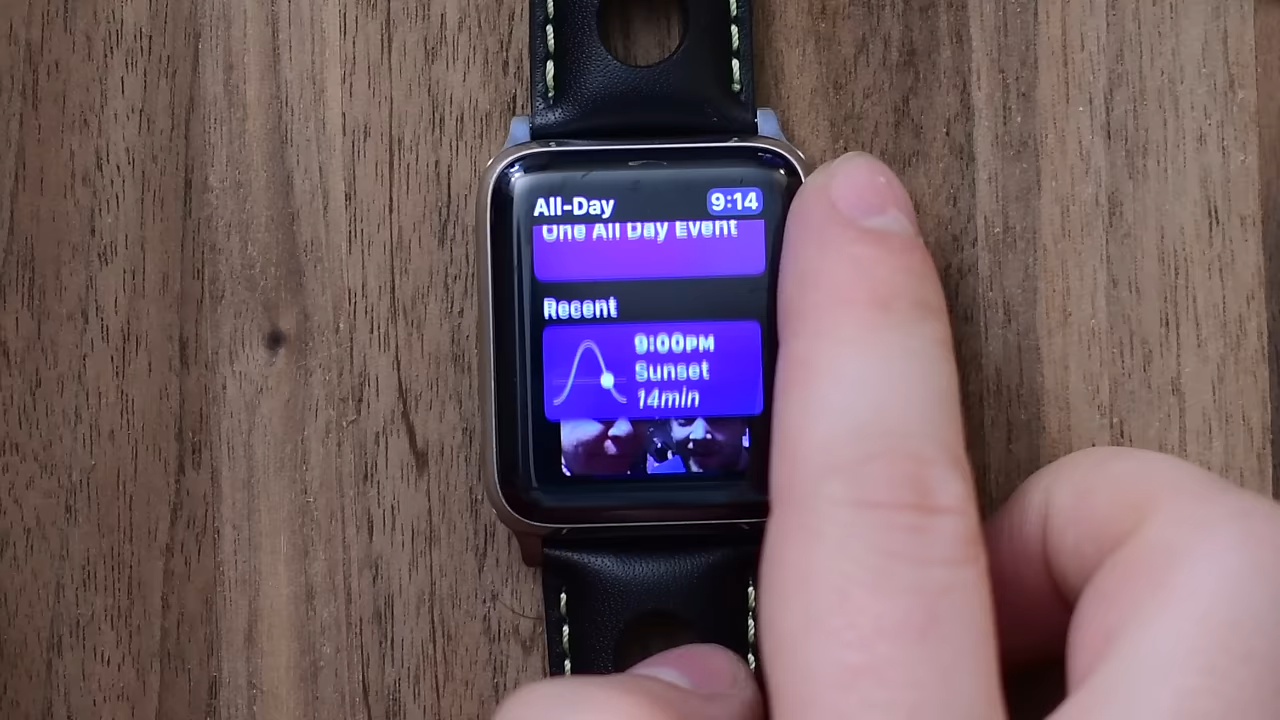 All-Day
9:14
One All Day Event
Recent
9:00PM
Sunset
14min